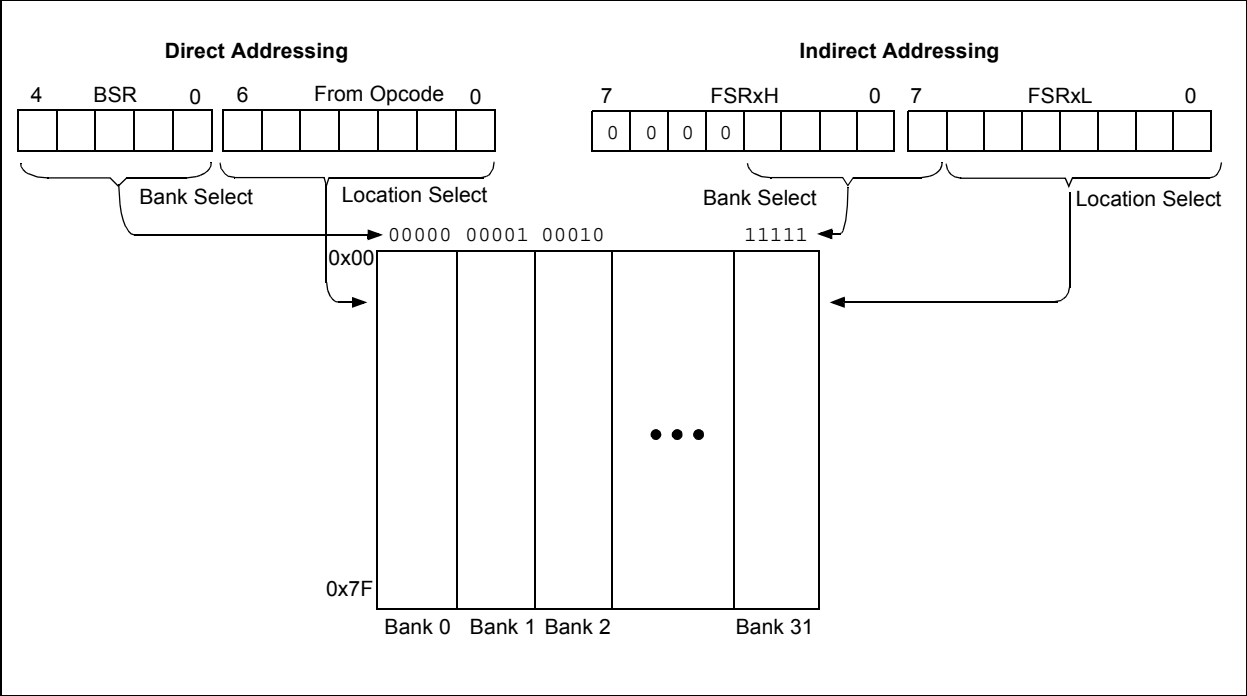 Direct Addressing
Indirect Addressing
4 BSR 0 6 From Opcode 0
7 FSRxH 0 7 FSRxL 0
0 0 0 0
Bank Select
Location Select
Bank Select
Location Select
00000 00001 00010 11111
0x00
0x7F
Bank 0 Bank 1 Bank 2 Bank 31